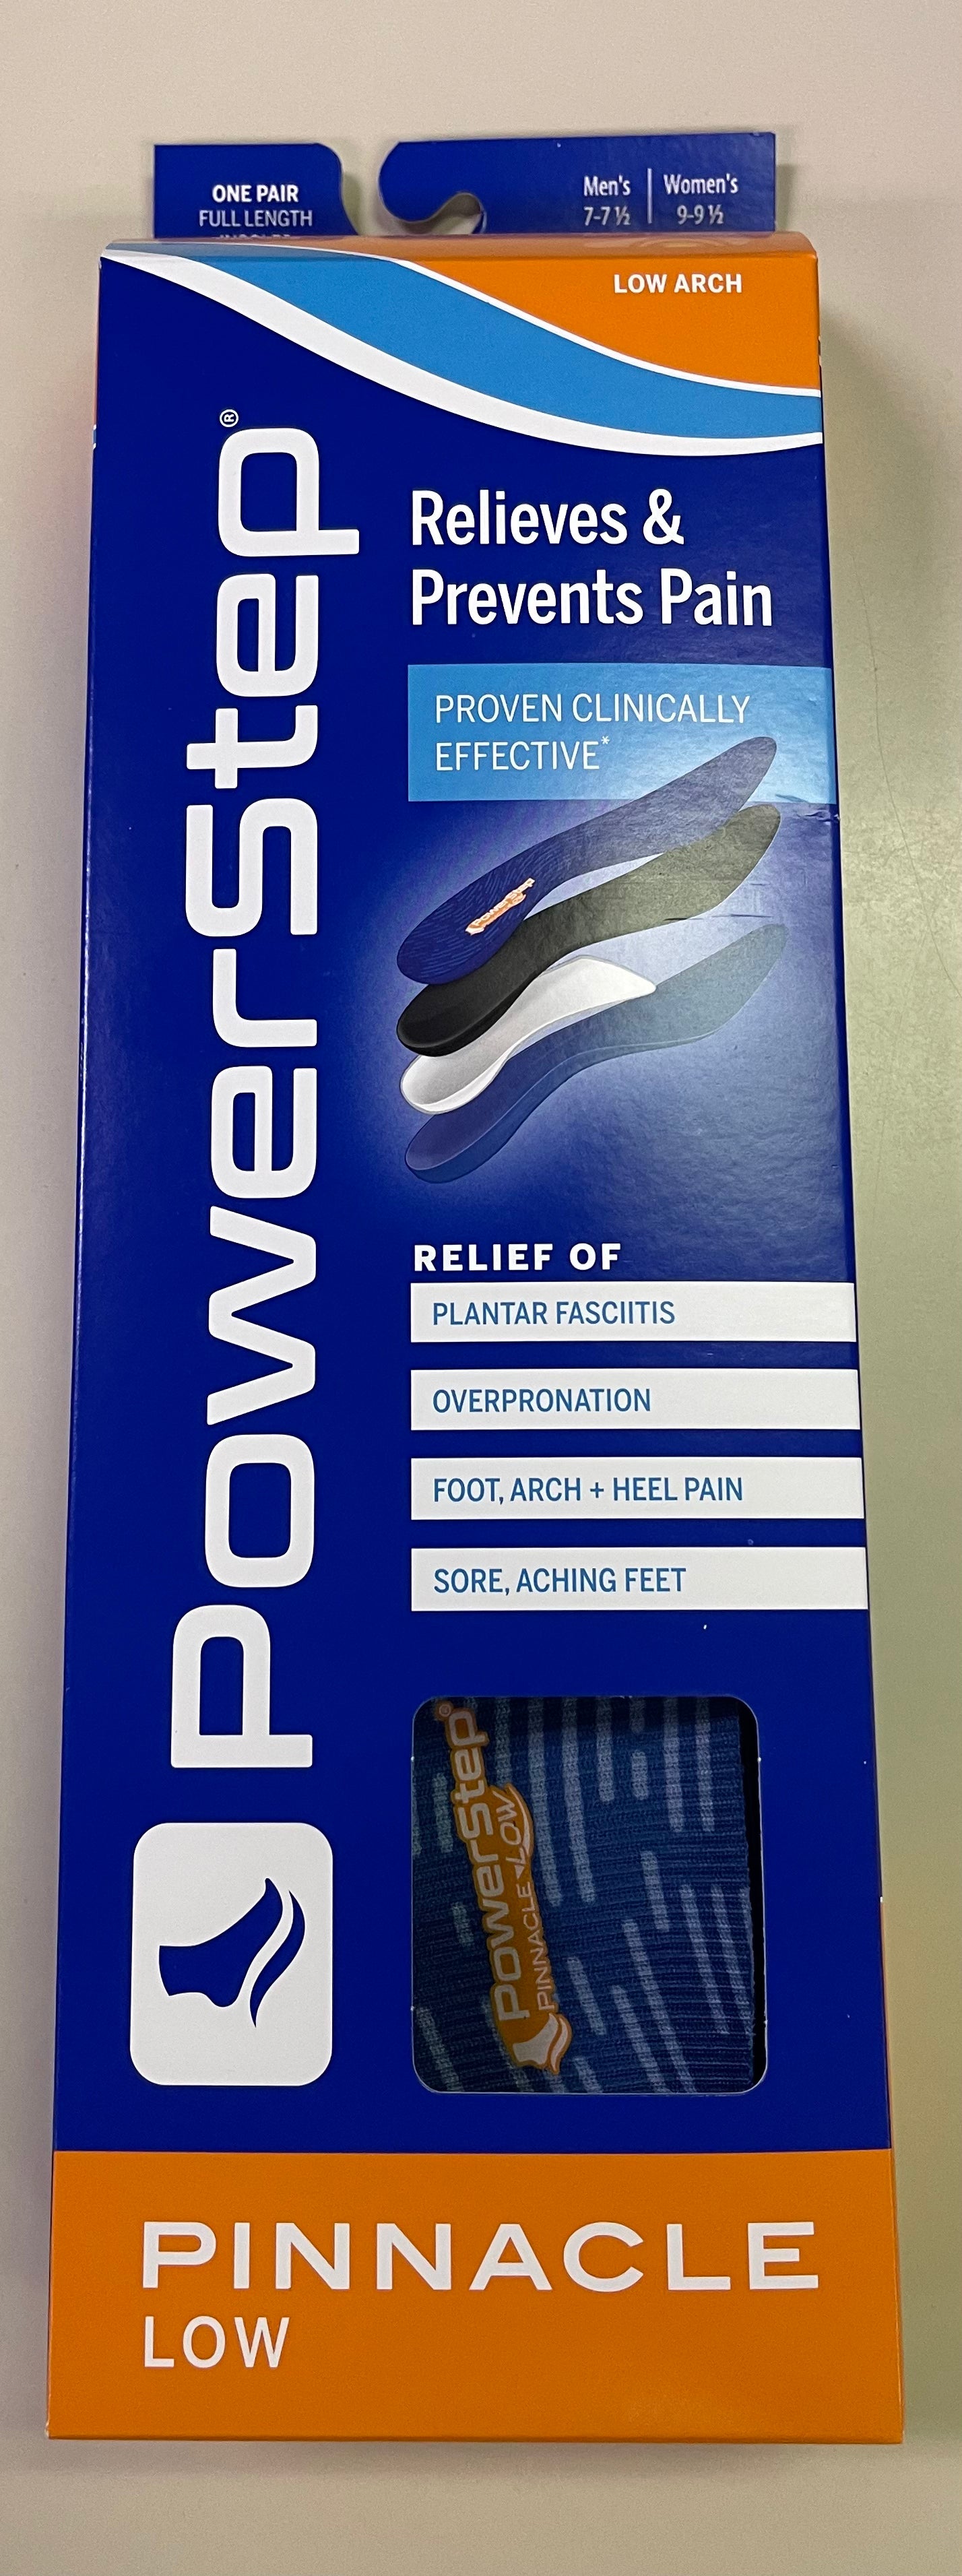 ONE PAIR
FULL LENGTH
Men's
7-7 ½
Women's
9-9 ½
LOW ARCH
PowerStep®
Relieves &
Prevents Pain
PROVEN CLINICALLY
EFFECTIVE*
PowerStep
RELIEF OF
PLANTAR FASCIITIS
OVERPRONATION
FOOT, ARCH + HEEL PAIN
SORE, ACHING FEET
PowerStep®
PINNACLE LOW
PINNACLE
LOW